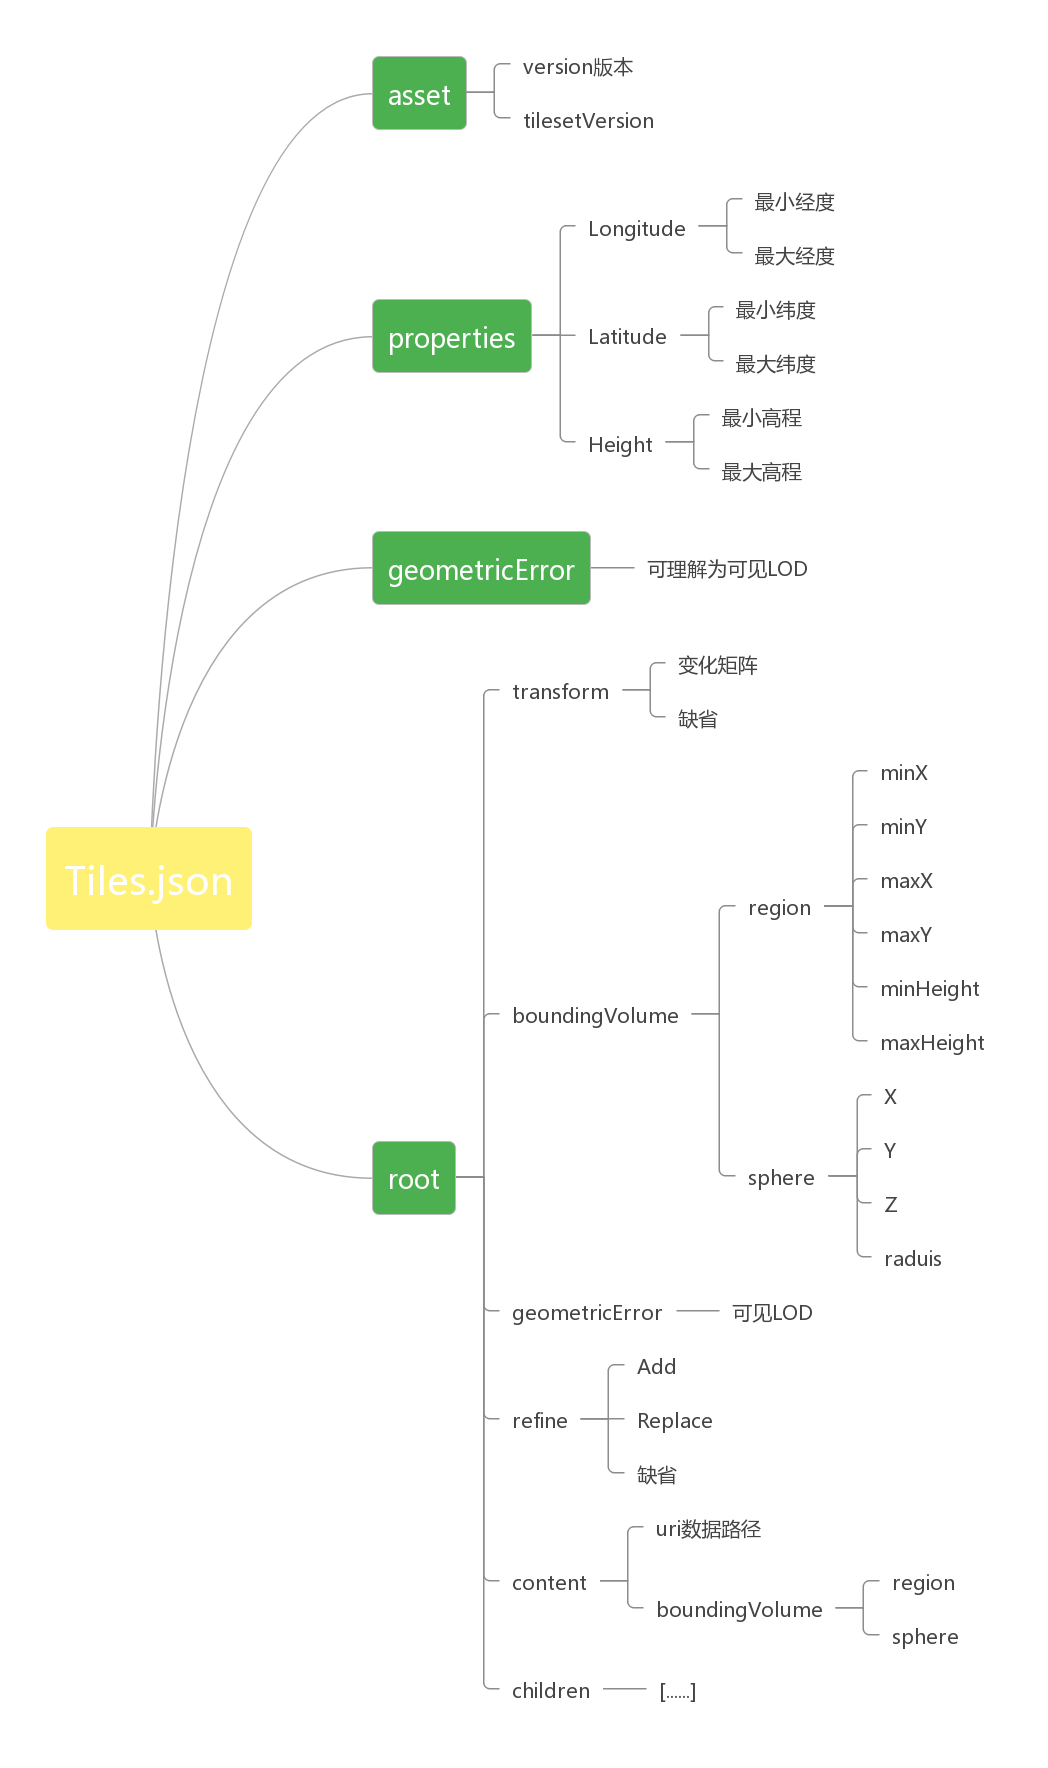 Tiles.json
asset
version版本
tilesetVersion
properties
Longitude
最小经度
最大经度
Latitude
最小纬度
最大纬度
Height
最小高程
最大高程
geometricError
可理解为可见LOD
root
transform
变化矩阵
缺省
boundingVolume
region
minX
minY
maxX
maxY
minHeight
maxHeight
sphere
X
Y
Z
raduis
geometricError
可见LOD
refine
Add
Replace
缺省
content
uri数据路径
boundingVolume
region
sphere
children
[......]